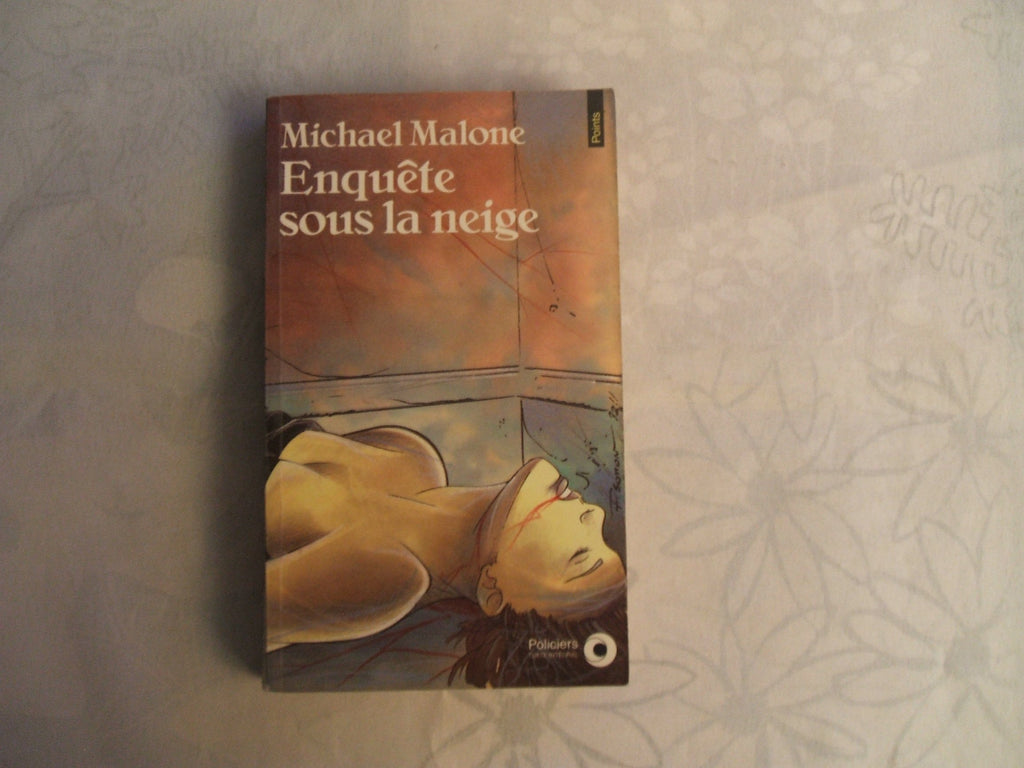 Michael Malone
Enquête
sous la neige
Points
Policiers